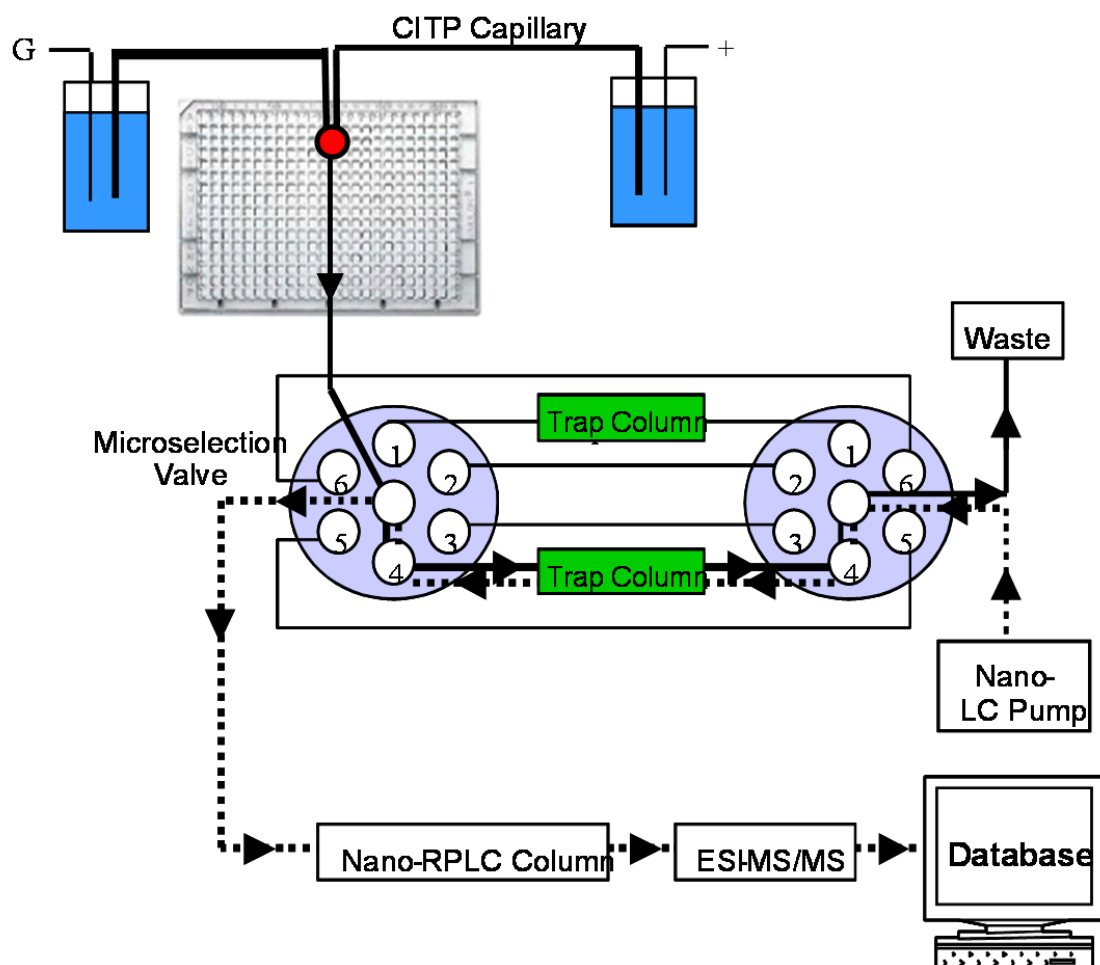 CITP Capillary
G
+
Waste
Microselection
Valve
Trap Column
1
1
6
2
2
6
5
3
3
5
4
Trap Column
4
Nano-
LC Pump
Nano-RPLC Column
ESI-MS/MS
Database